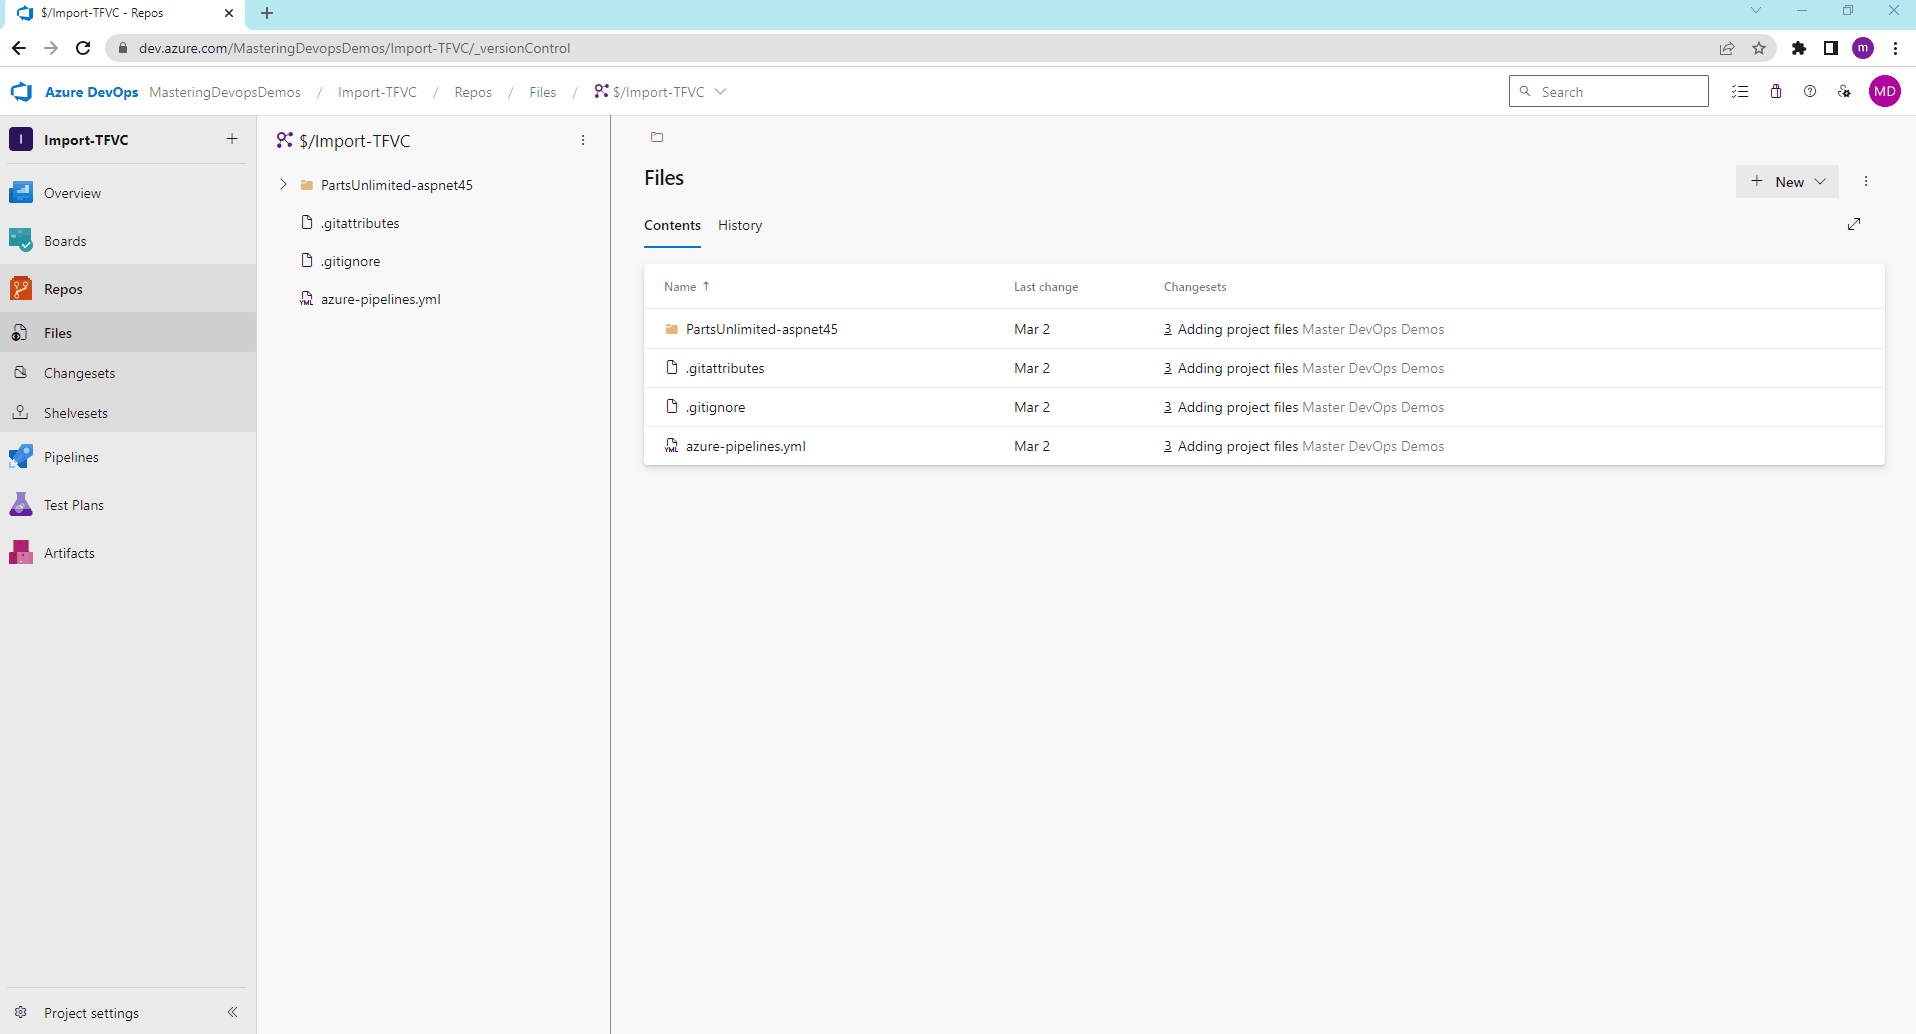 $/Import-TFVC - Repos
dev.azure.com/MasteringDevopsDemos/Import-TFVC/_versionControl
m
Azure DevOps MasteringDevopsDemos / Import-TFVC / Repos / Files / $/Import-TFVC
Search
MD
I Import-TFVC
Overview
Boards
Repos
Files
Changesets
Shelvesets
Pipelines
Test Plans
Artifacts
Project settings
$/Import-TFVC
PartsUnlimited-aspnet45
.gitattributes
.gitignore
YML azure-pipelines.yml
Files
New
Contents History
Name Last change Changesets
PartsUnlimited-aspnet45 Mar 2 3 Adding project files Master DevOps Demos
.gitattributes Mar 2 3 Adding project files Master DevOps Demos
.gitignore Mar 2 3 Adding project files Master DevOps Demos
YML azure-pipelines.yml Mar 2 3 Adding project files Master DevOps Demos